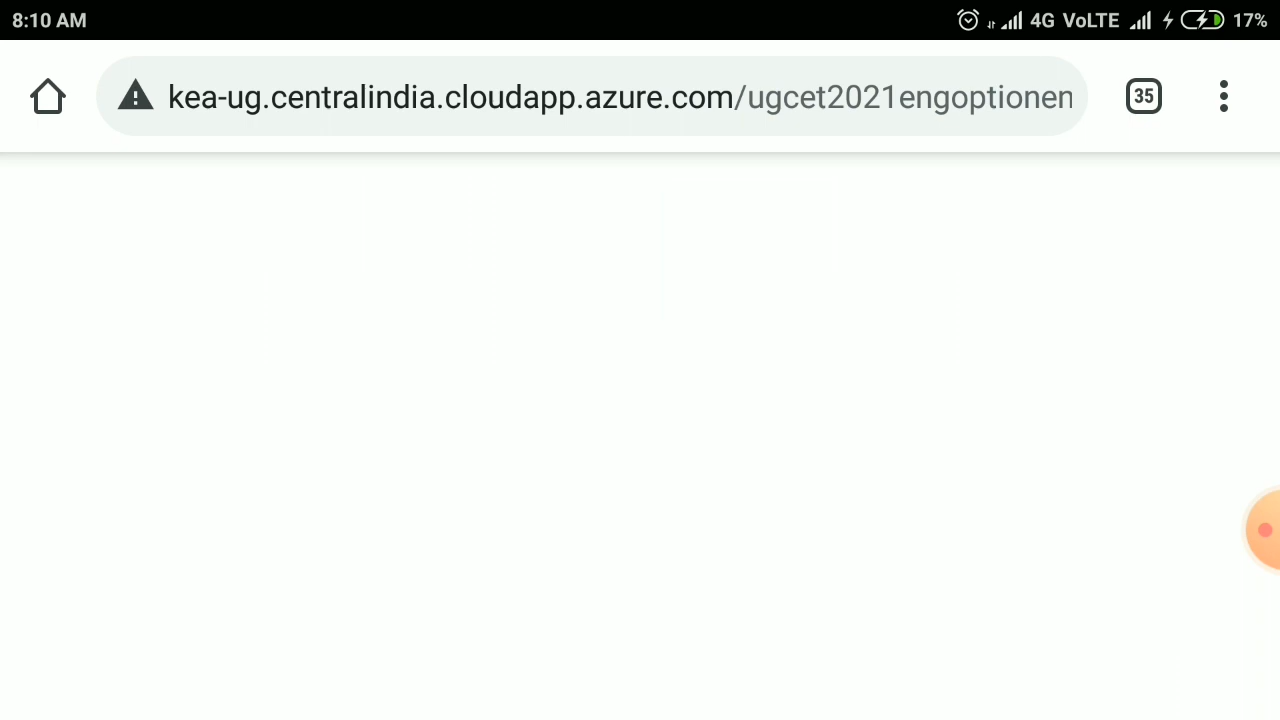 8:10 AM
4G VoLTE
17%
kea-ug.centralindia.cloudapp.azure.com/ugcet2021engoptionen
35